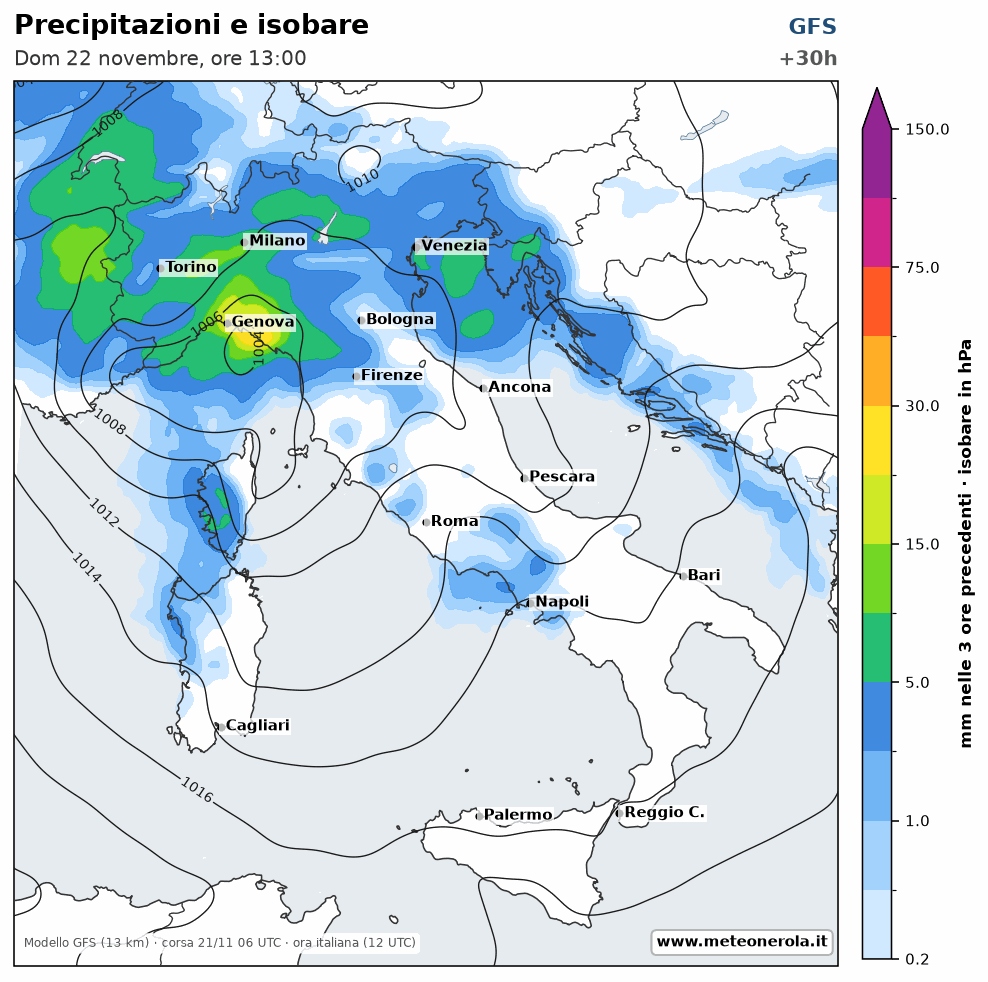 Precipitazioni e isobare
GFS
Dom 22 novembre, ore 13:00
+30h
1008
1010
150.0
Milano
Venezia
Torino
75.0
1006
Genova
Bologna
1004
Firenze
Ancona
30.0
1008
Pescara
1012
Roma
15.0
1014
Bari
Napoli
5.0
Cagliari
1016
Palermo
Reggio C.
1.0
mm nelle 3 ore precedenti · isobare in hPa
Modello GFS (13 km) · corsa 21/11 06 UTC · ora italiana (12 UTC)
www.meteonerola.it
0.2